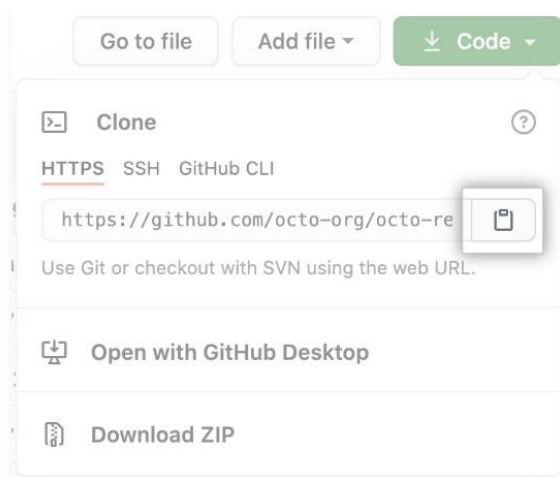 Go to file Add file Code
Clone
HTTPS SSH GitHub CLI
https://github.com/octo-org/octo-re
Use Git or checkout with SVN using the web URL.
Open with GitHub Desktop
Download ZIP